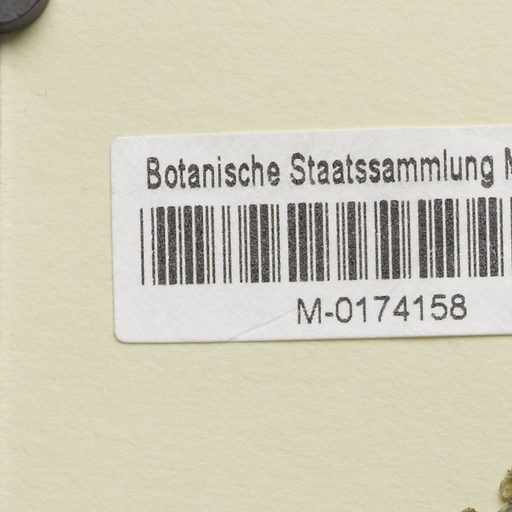 Botanische Staatssammlung
M-0174158